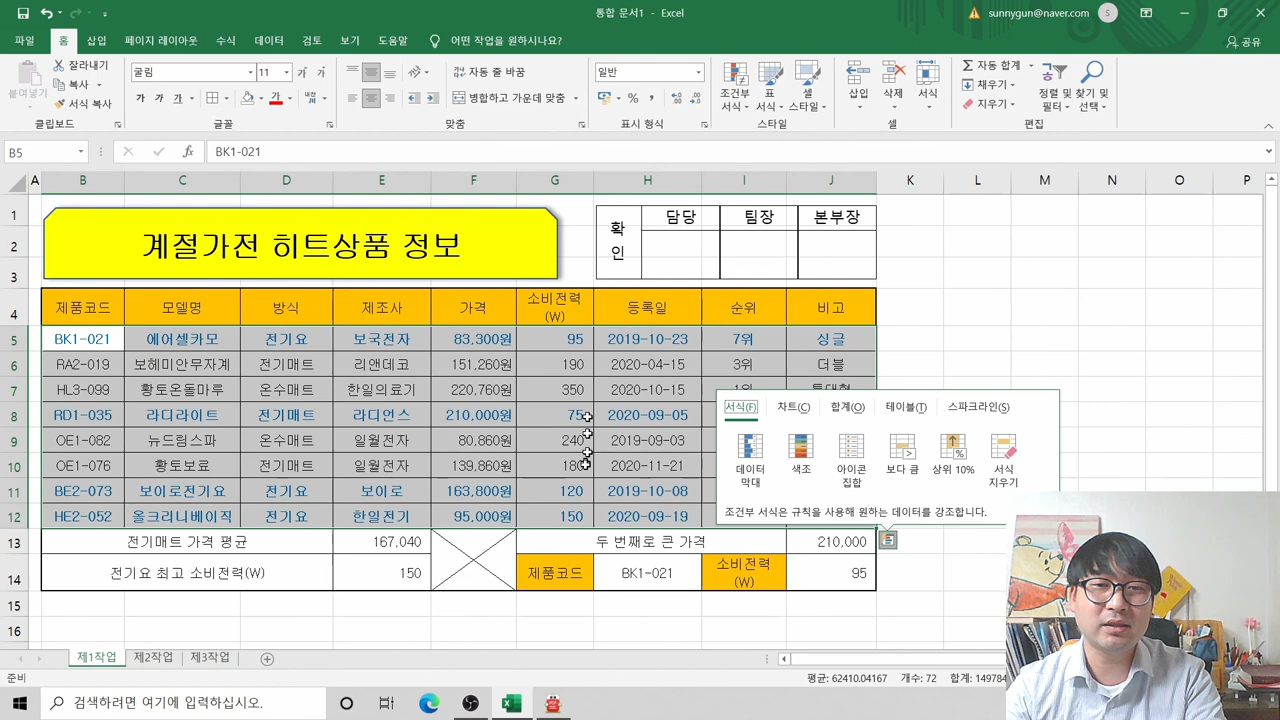 통합 문서1 - Excel
sunnygun@naver.com
S
파일 홈 삽입 페이지 레이아웃 수식 데이터 검토 보기 도움말 어떤 작업을 원하시나요? 공유
붙여넣기
잘라내기
복사
서식 복사
클립보드
굴림 11
가 가
가 가 가
글꼴
자동 줄 바꿈
병합하고 가운데 맞춤
맞춤
일반
표시 형식
조건부 서식
표 서식
셀 스타일
스타일
삽입 삭제 서식
셀
자동 합계
채우기
지우기
정렬 및 필터
찾기 및 선택
편집
B5 fx BK1-021
A B C D E F G H I J K L M N O P
1 담당 팀장 본부장
2 계절가전 히트상품 정보 확인
3
4 제품코드 모델명 방식 제조사 가격 소비전력(W) 등록일 순위 비고
5 BK1-021 에어셀카모 전기요 보국전자 83,300원 95 2019-10-23 7위 싱글
6 RA2-019 보헤미안무자계 전기매트 리앤데코 151,260원 190 2020-04-15 3위 더블
7 HL3-099 황토온돌마루 온수매트 한일의료기 220,760원 350 2020-10-15
8 RD1-035 라디라이트 전기매트 라디언스 210,000원 75 2020-09-05
9 OE1-082 뉴드림스파 온수매트 일월전자 80,860원 240 2019-09-03
10 OE1-076 황토보료 전기매트 일월전자 139,860원 180 2020-11-21
11 BE2-073 보이로전기요 전기요 보이로 163,800원 120 2019-10-08
12 HE2-052 올크리니베이직 전기요 한일전기 95,000원 150 2020-09-19
13 전기매트 가격 평균 167,040 두 번째로 큰 가격 210,000
14 전기요 최고 소비전력(W) 150 제품코드 BK1-021 소비전력(W) 95
15
16
서식(F) 차트(C) 합계(O) 테이블(T) 스파크라인(S)
데이터 막대
색조
아이콘 집합
보다 큼
상위 10%
서식 지우기
조건부 서식은 규칙을 사용해 원하는 데이터를 강조합니다.
제1작업 제2작업 제3작업
준비 평균: 62410.04167 개수: 72 합계: 149784
검색하려면 여기에 입력하십시오.